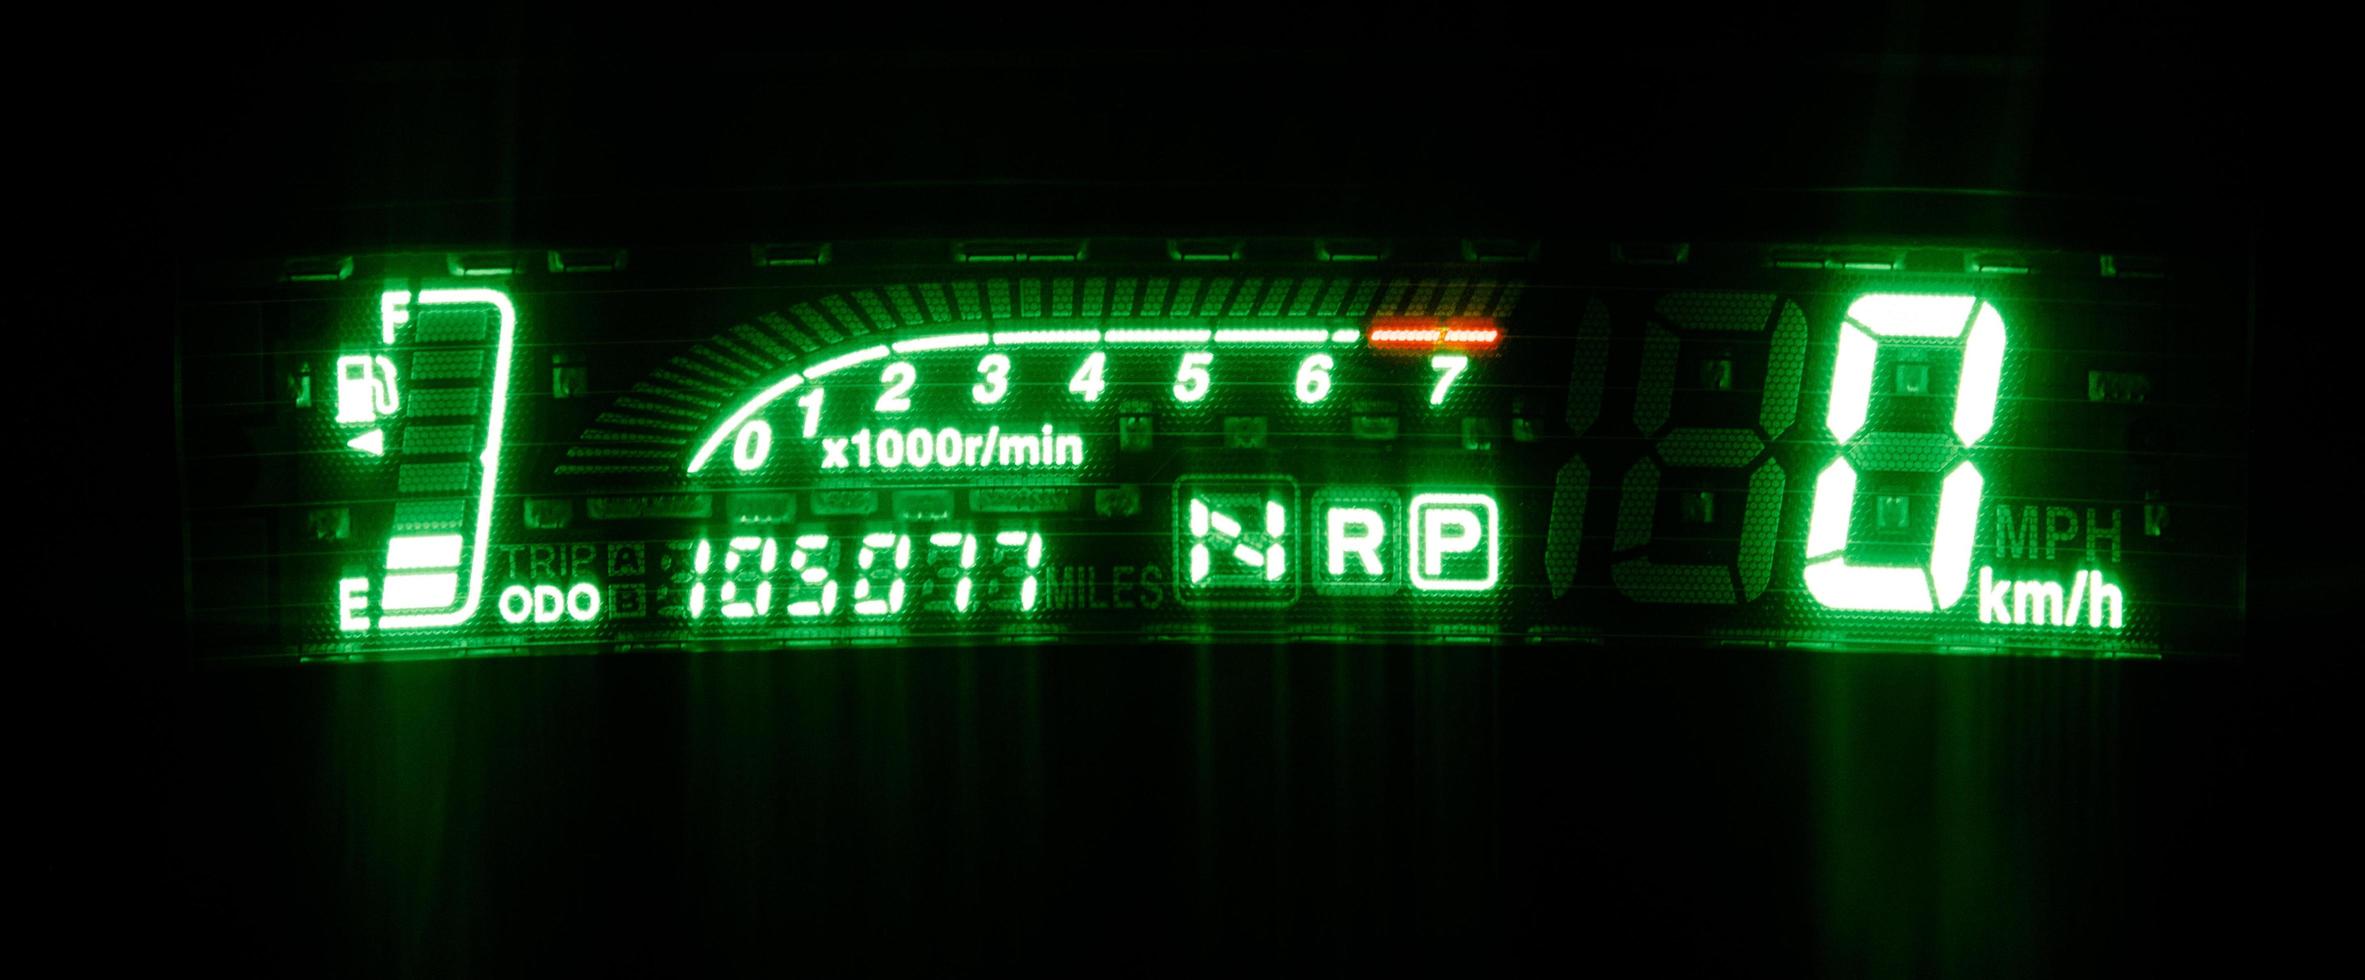 F
0 1 2 3 4 5 6 7
x1000r/min
N R P
TRIP A
E ODO B 105077 MILES
0 MPH
km/h